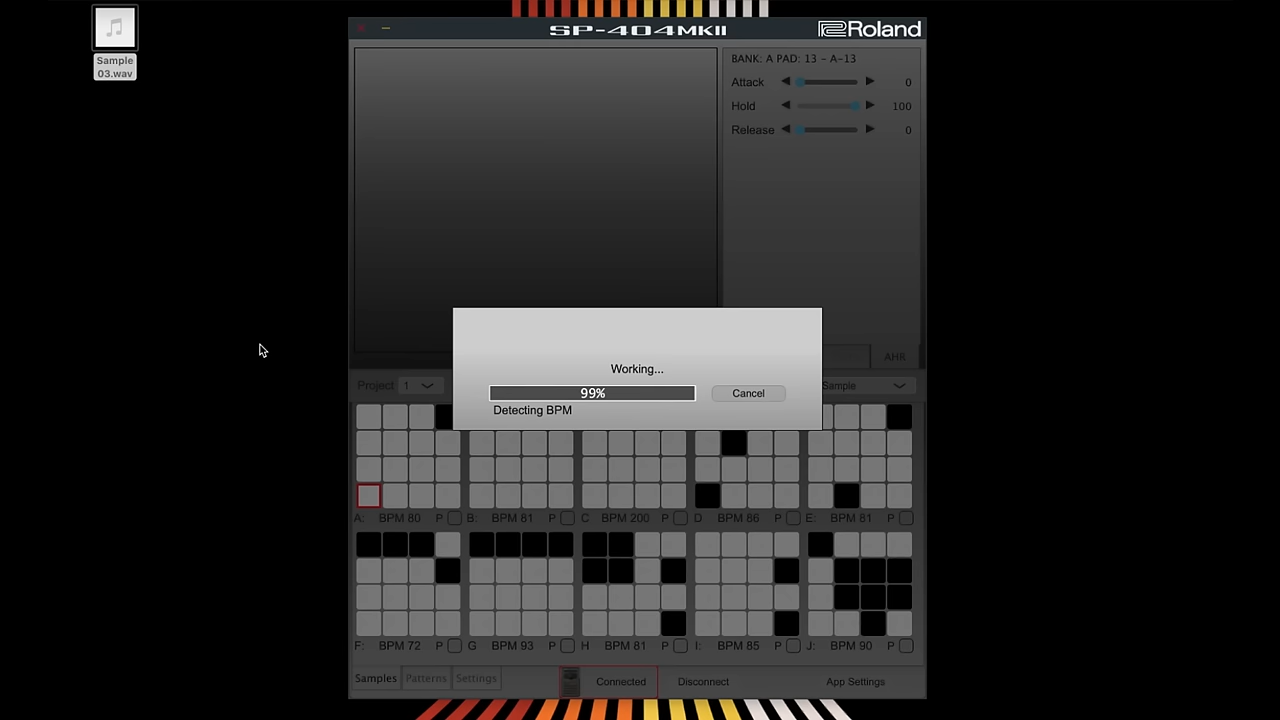 Sample
03.wav
SP-404MKII
Roland
BANK: A PAD: 13 - A-13
Attack 0
Hold 100
Release 0
AHR
Working...
99%
Cancel
Detecting BPM
Project 1
Sample
A: BPM 80 P
B: BPM 81 P
C BPM 200 P
D BPM 86 P
E: BPM 81 P
F: BPM 72 P
G BPM 93 P
H BPM 81 P
I: BPM 85 P
J: BPM 90 P
Samples
Patterns
Settings
Connected
Disconnect
App Settings